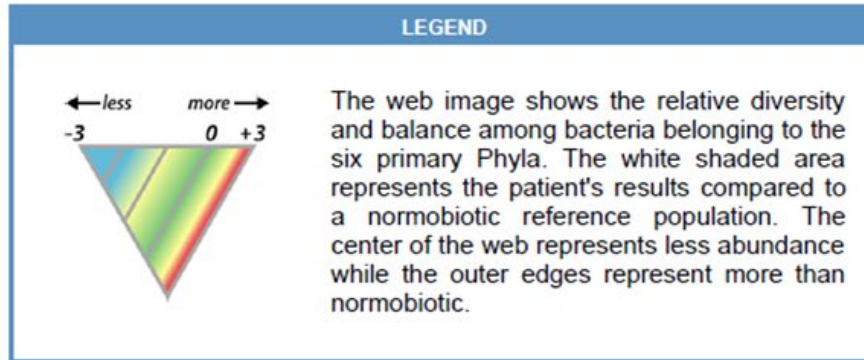 LEGEND
less more
-3 0 +3
The web image shows the relative diversity
and balance among bacteria belonging to the
six primary Phyla. The white shaded area
represents the patient's results compared to
a normobiotic reference population. The
center of the web represents less abundance
while the outer edges represent more than
normobiotic.